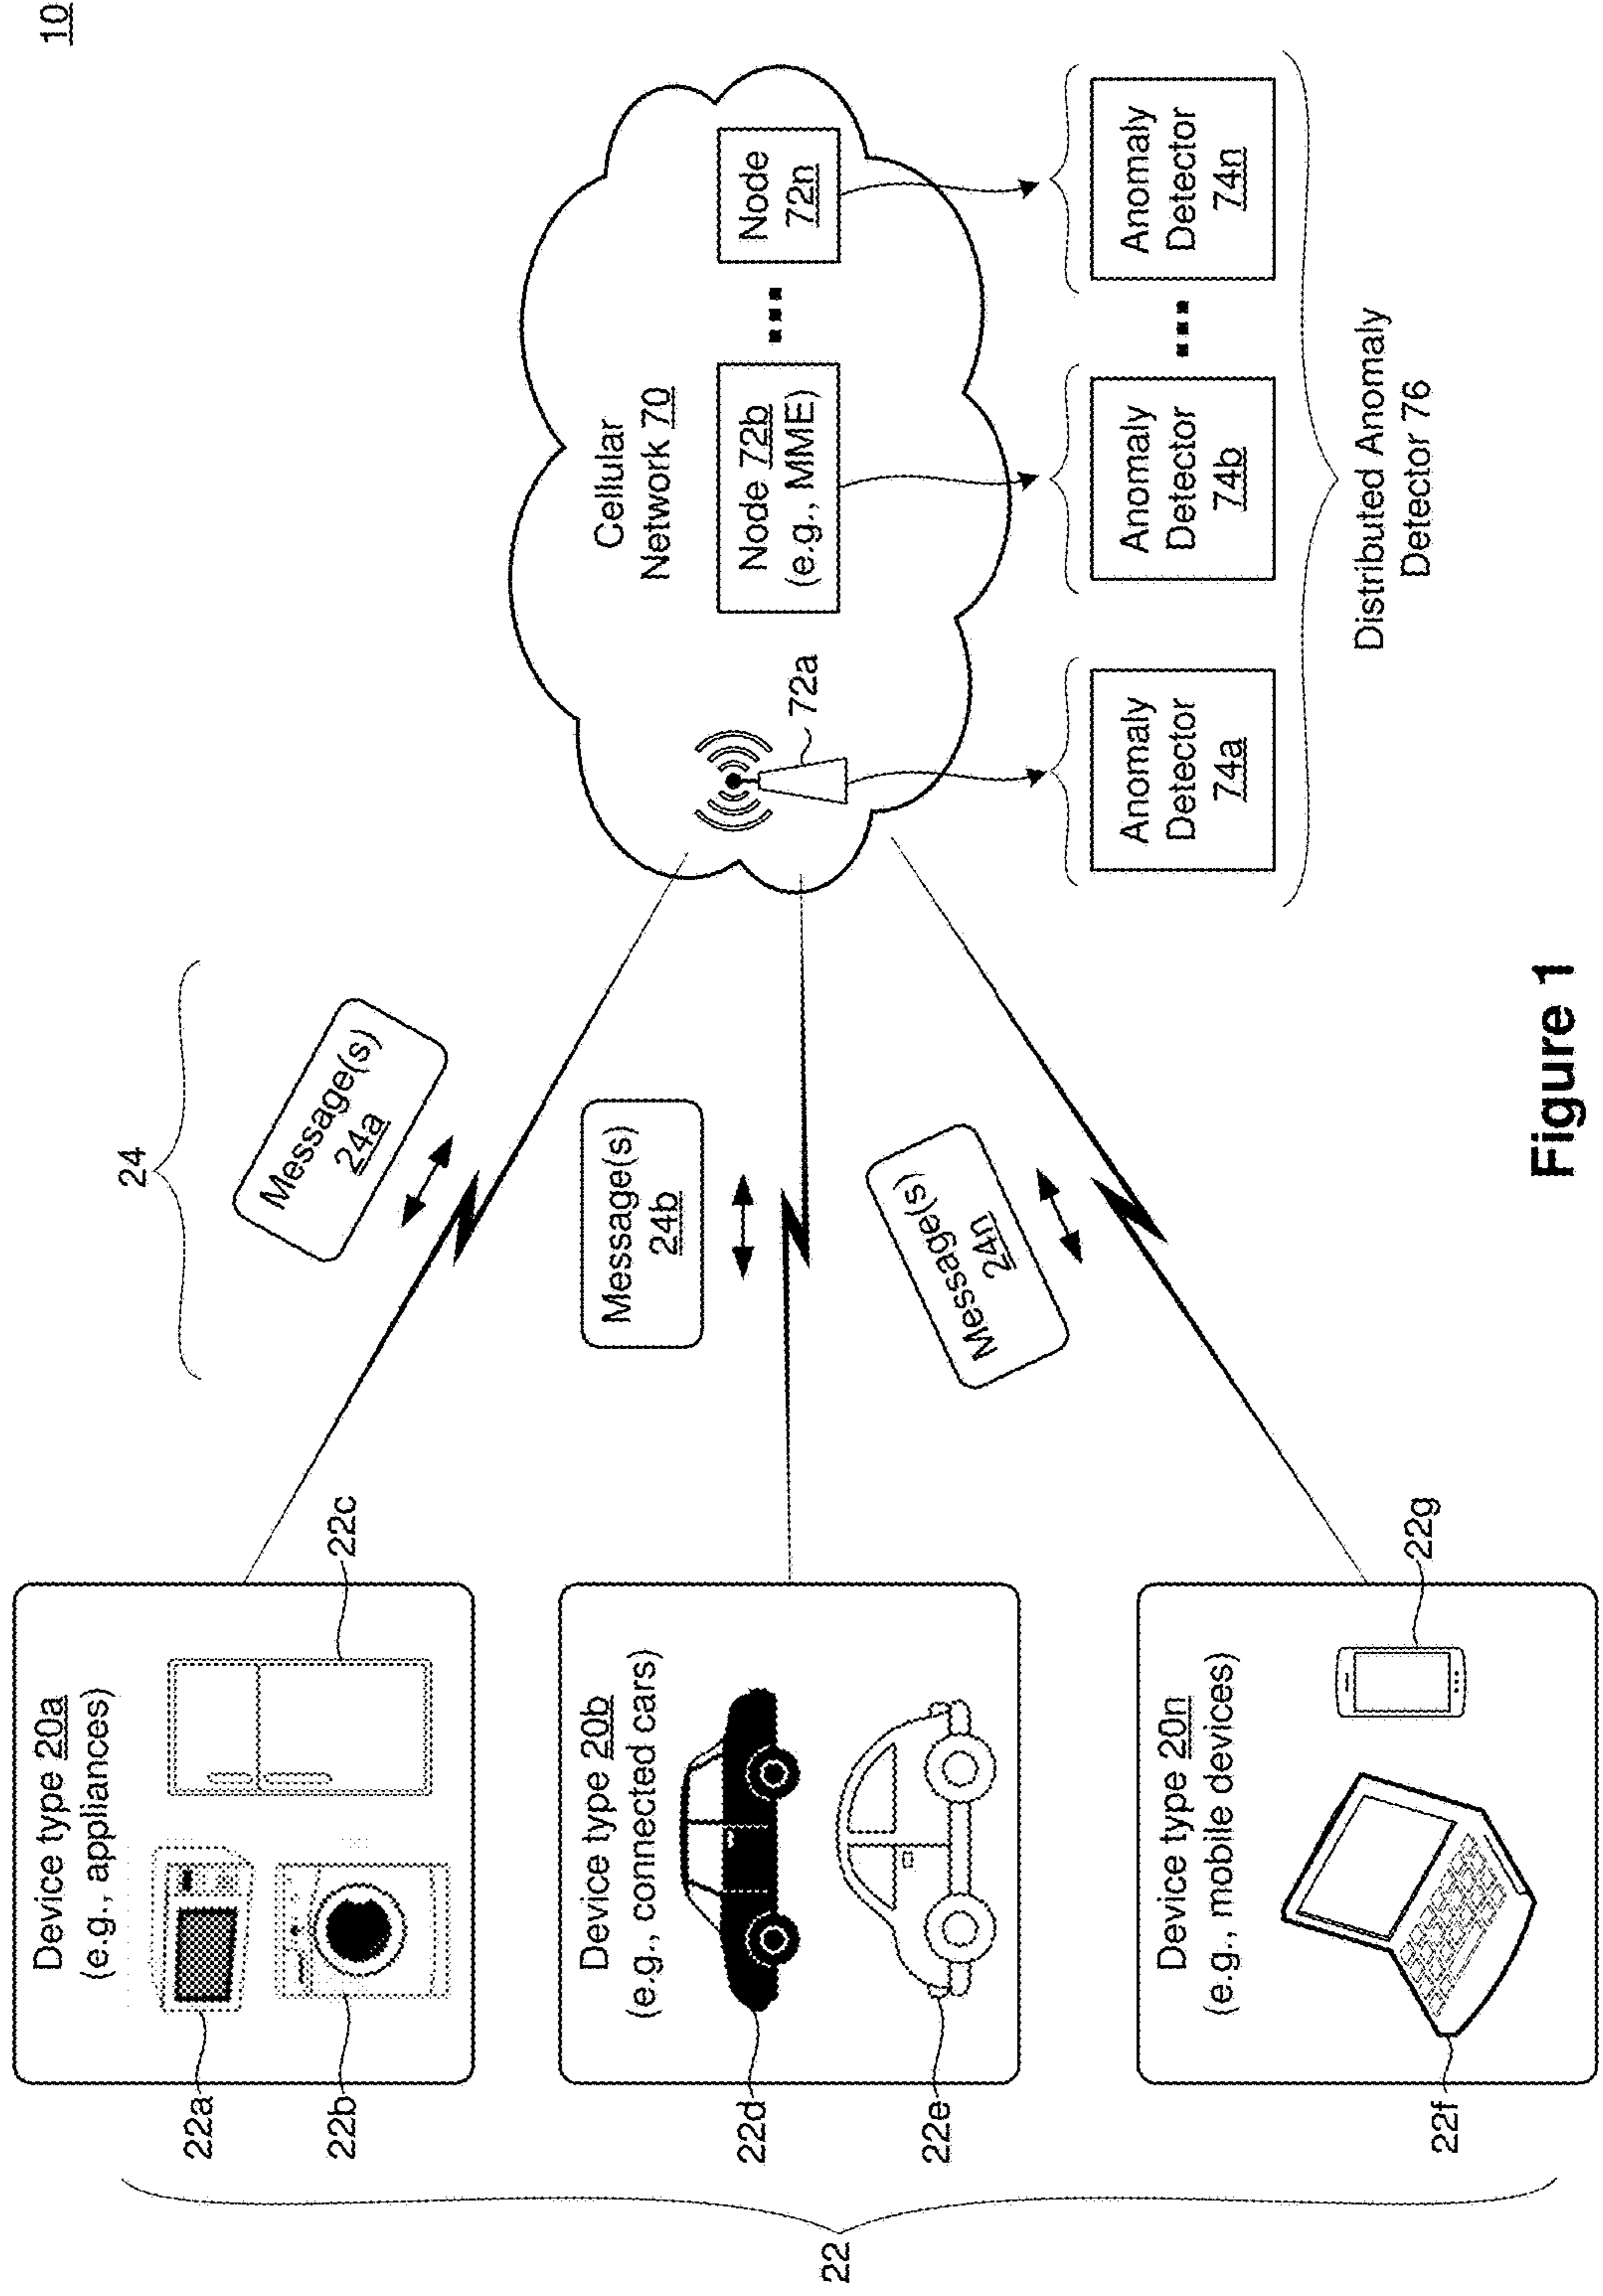 10
Device type 20a
(e.g., appliances)
22a
22b
22c
Device type 20b
(e.g., connected cars)
22d
22e
Device type 20n
(e.g., mobile devices)
22f
22g
22
24
Message(s)
24a
Message(s)
24b
Message(s)
24n
Cellular
Network 70
72a
Node 72b
(e.g., MME)
Node
72n
Anomaly
Detector
74a
Anomaly
Detector
74b
Anomaly
Detector
74n
Distributed Anomaly
Detector 76
Figure 1